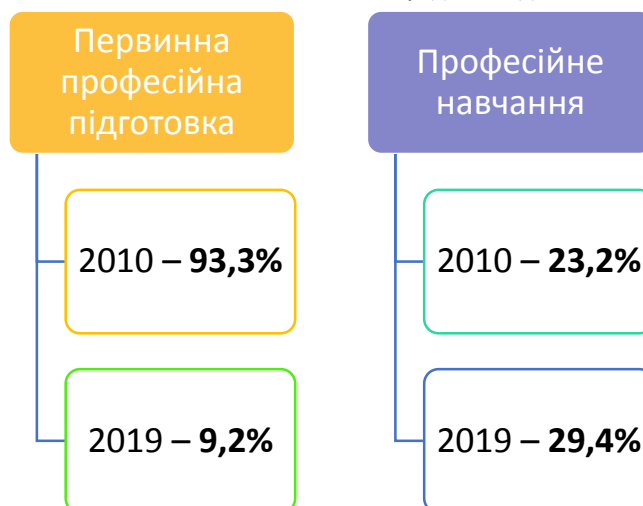 Первинна
професійна
підготовка
2010 – 93,3%
2019 – 9,2%
Професійне
навчання
2010 – 23,2%
2019 – 29,4%